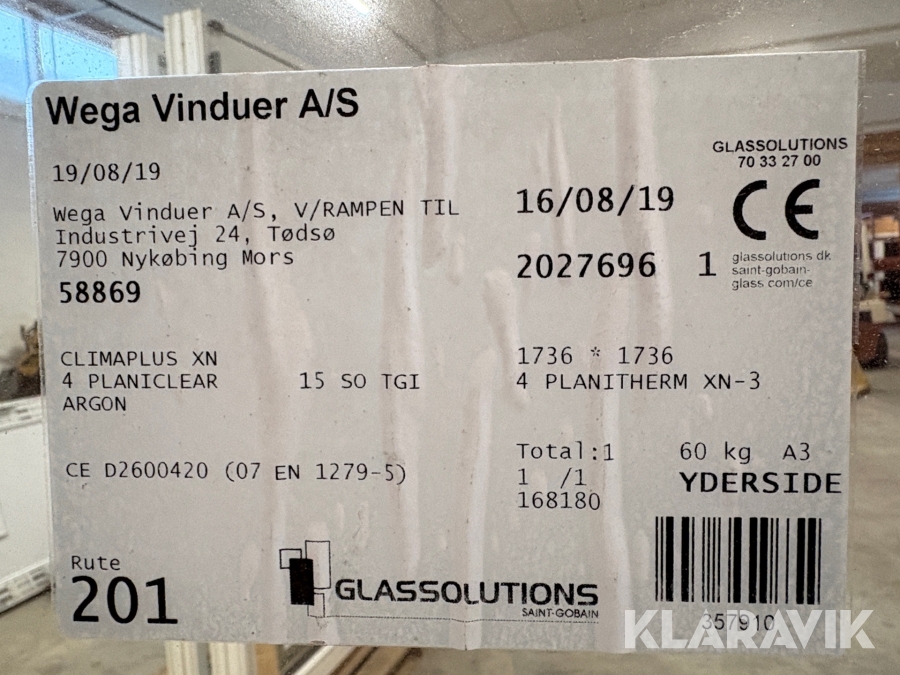 Wega Vinduer A/S
19/08/19
Wega Vinduer A/S, V/RAMPEN TIL
Industrivej 24, Tødsø
7900 Nykøbing Mors
58869
16/08/19
2027696 1
GLASSOLUTIONS
70 33 27 00
CE
glassolutions dk
saint-gobain-
glass com/ce
CLIMAPLUS XN
4 PLANICLEAR 15 SO TGI
ARGON
1736 * 1736
4 PLANITHERM XN-3
CE D2600420 (07 EN 1279-5)
Total:1 60 kg A3
1 /1 YDERSIDE
168180
Rute
201
GLASSOLUTIONS
SAINT-GOBAIN
357910
KLARAVIK